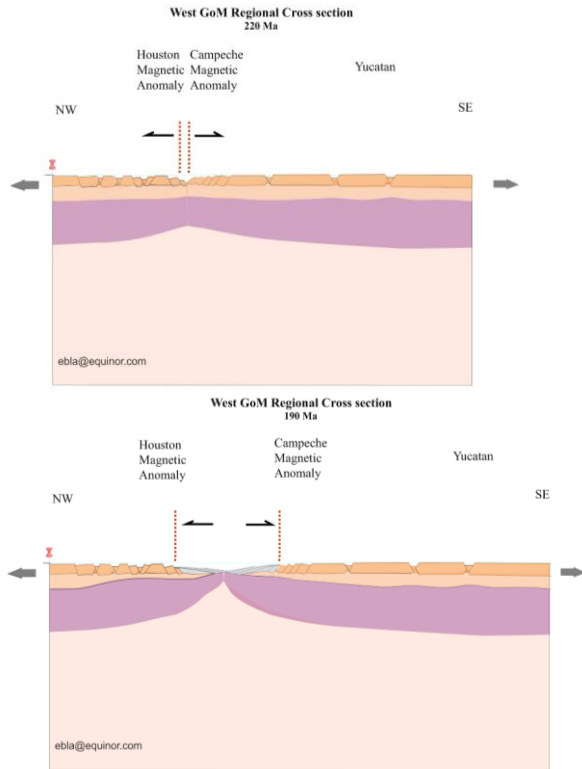 West GoM Regional Cross section
220 Ma
Houston Campeche
Magnetic Magnetic
Anomaly Anomaly
Yucatan
NW
SE
ebla@equinor.com
West GoM Regional Cross section
190 Ma
Houston
Magnetic
Anomaly
Campeche
Magnetic
Anomaly
Yucatan
NW
SE
ebla@equinor.com